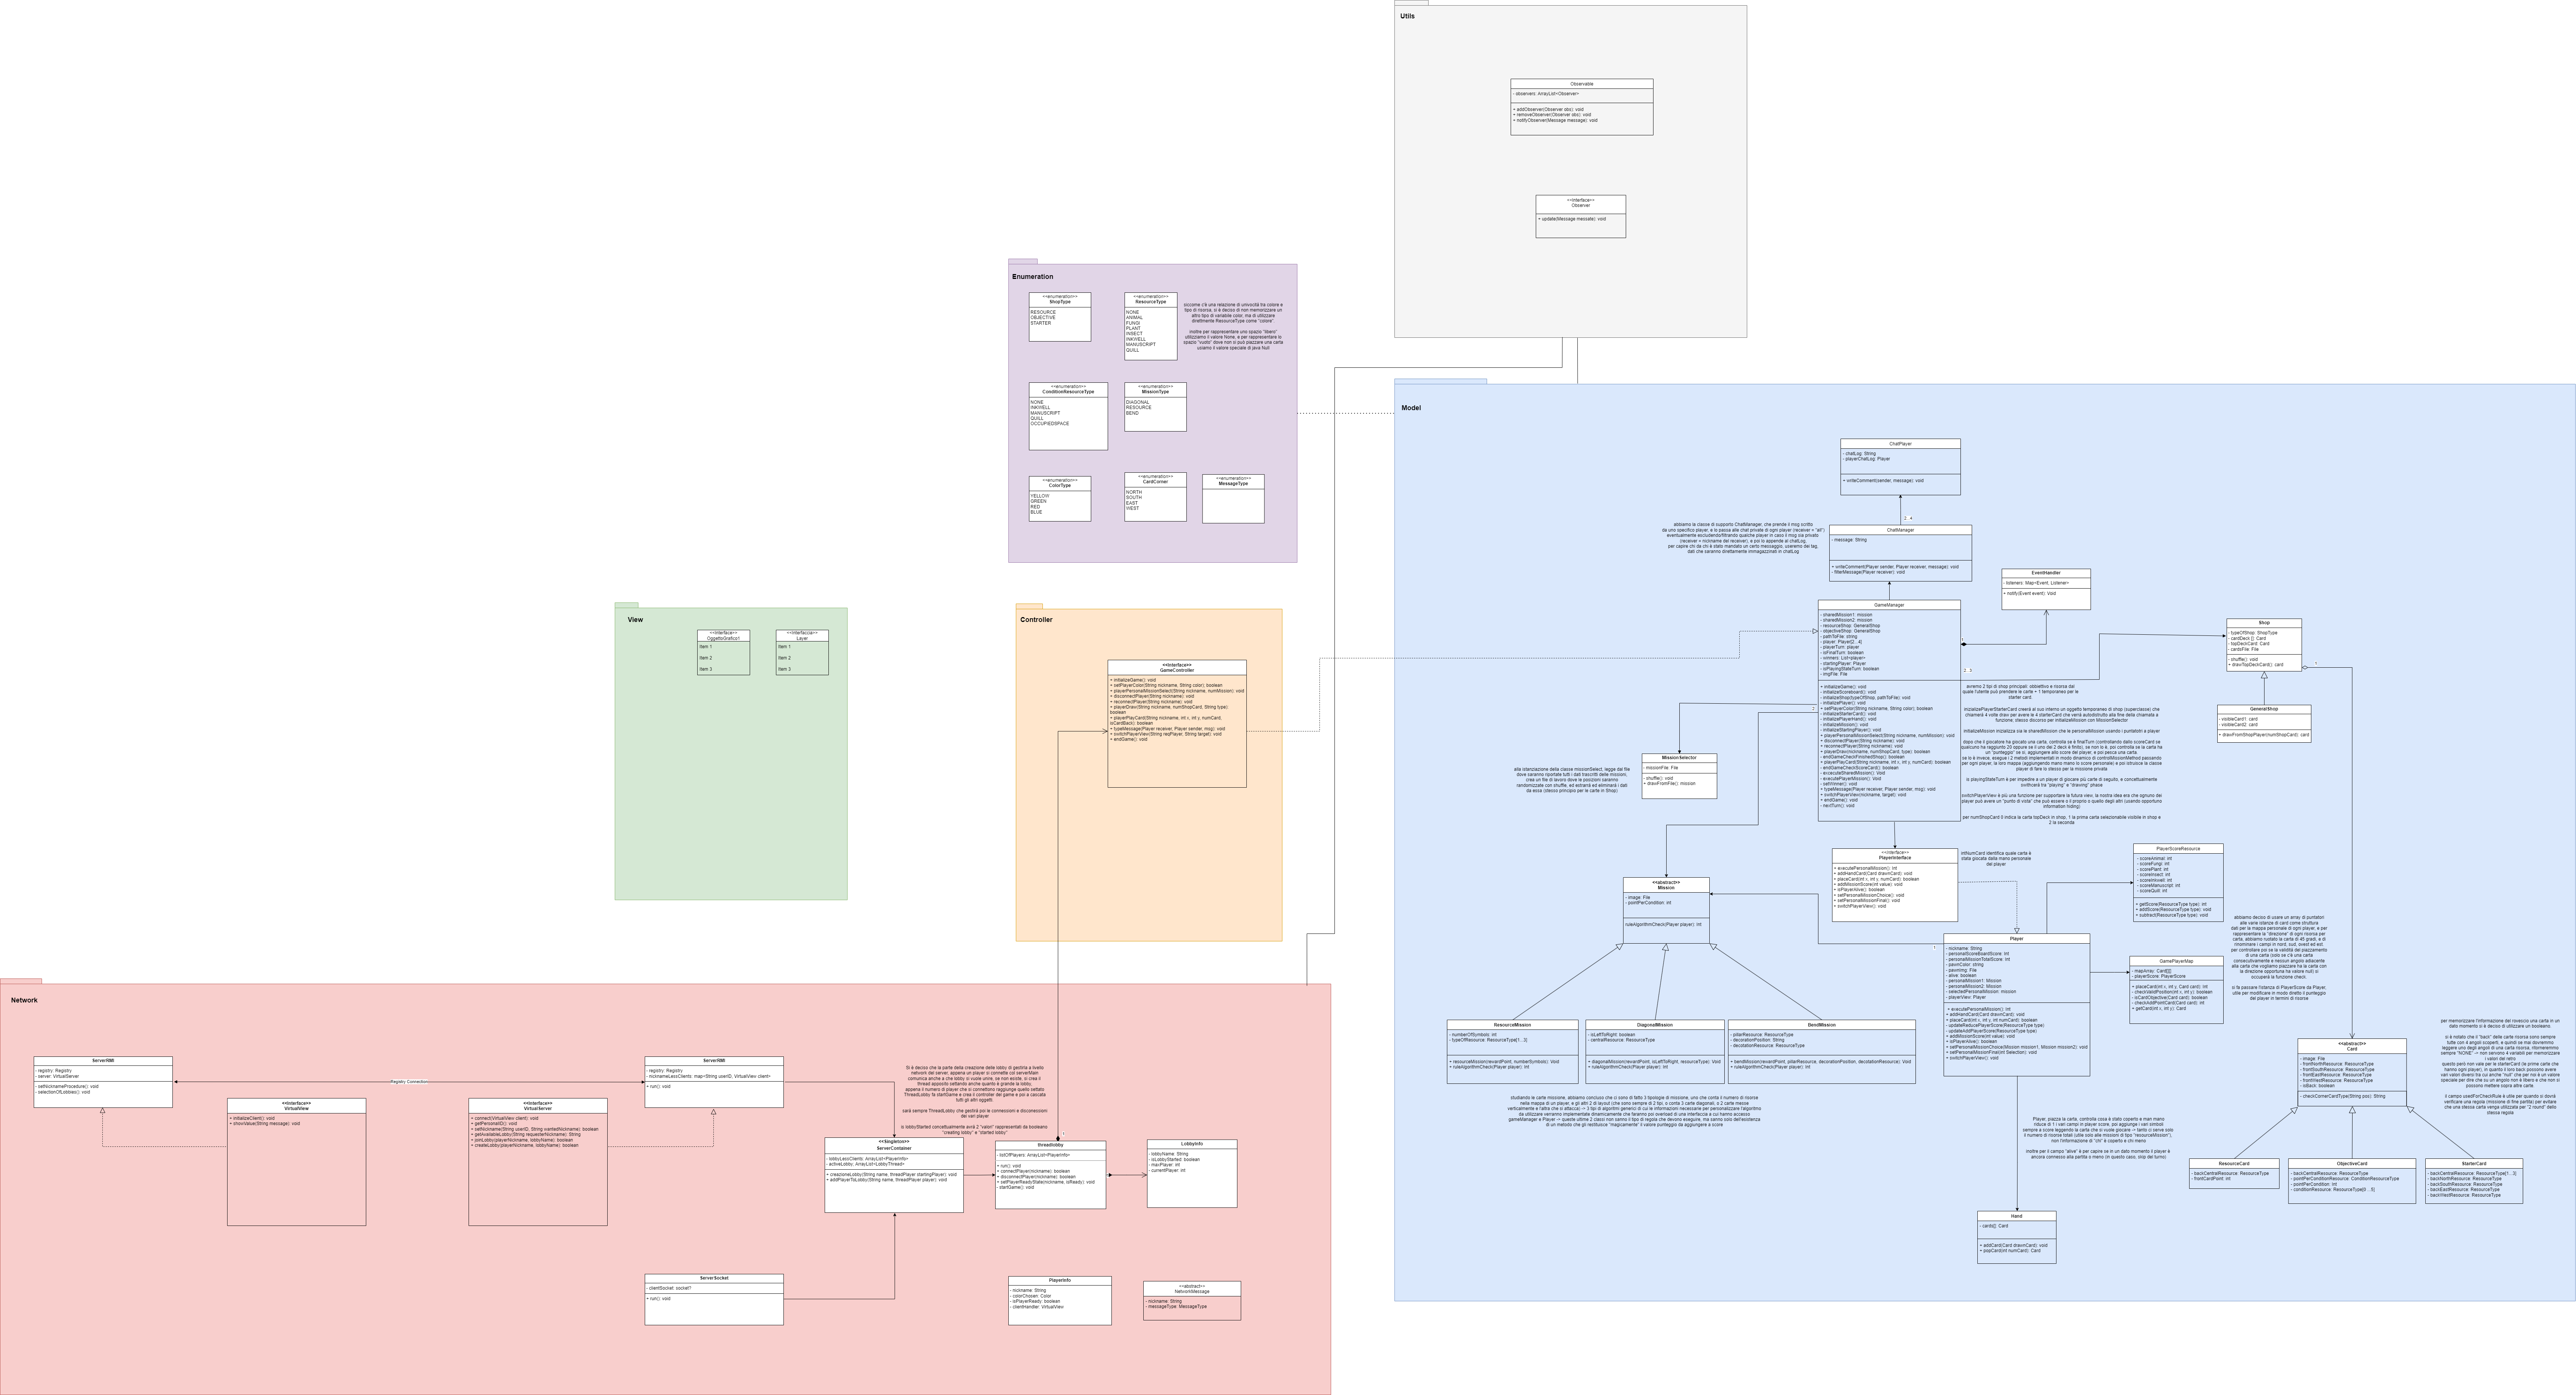 Utils
Observable
- observers: ArrayList<Observer>
+ addObserver(Observer obs): void
+ removeObserver(Observer obs): void
+ notifyObserver(Message message): void
<<Interface>>
Observer
+ update(Message messate): void
Enumeration
<<enumeration>>
ShopType
RESOURCE
OBJECTIVE
STARTER
<<enumeration>>
ResourceType
NONE
ANIMAL
FUNGI
PLANT
INSECT
INKWELL
MANUSCRIPT
QUILL
siccome c'è una relazione di univocità tra colore e
tipo di risorse, si è deciso di non memorizzare un
altro tipo di variabile color, ma di utilizzare
direttmente ResourceType come "colore"
inoltre per rappresentare uno spazio "libero"
utilizziamo il valore None, e per rappresentare lo
spazio "vuoto" dove non si può piazzare una carta
usiamo il valore speciale di java Null
<<enumeration>>
ConditionResourceType
NONE
INKWELL
MANUSCRIPT
QUILL
OCCUPIEDSPACE
<<enumeration>>
MissionType
DIAGONAL
RESOURCE
BEND
<<enumeration>>
ColorType
YELLOW
GREEN
RED
BLUE
<<enumeration>>
CardCorner
NORTH
SOUTH
EAST
WEST
<<enumeration>>
MessageType
View
<<Interface>>
OggettoGrafico1
Item 1
Item 2
Item 3
<<Interfaccia>>
Layer
Item 1
Item 2
Item 3
Controller
<<Interface>>
GameController
+ initializeGame(): void
+ setPlayerColor(String nickname, String color): boolean
+ playerPersonalMissionSelect(String nickname, numMission): void
+ disconnectPlayer(String nickname): void
+ reconnectPlayer(String nickname): void
+ playerDraw(String nickname, numShopCard, String type):
boolean
+ playerPlayCard(String nickname, int x, int y, numCard,
isCardBack): boolean
+ typeMessage(Player receiver, Player sender, msg): void
+ switchPlayerView(String reqPlayer, String target): void
+ endGame(): void
Model
ChatPlayer
- chatLog: String
- playerChatLog: Player
+ writeComment(sender, message): void
2...4
abbiamo la classe di supporto ChatManager, che prende il msg scritto
da uno specifico player, e lo passa alle chat private di ogni player (receiver = "all")
eventualmente escludendo/filtrando qualche player in caso il msg sia privato
(receiver = nickname del receiver), e poi lo appende al chatLog,
per capire chi da chi è stato mandato un certo messaggio, useremo dei tag,
dati che saranno direttamente immagazzinati in chatLog
ChatManager
- message: String
+ writeComment(Player sender, Player receiver, message): void
- filterMessage(Player receiver): void
EventHandler
- listeners: Map<Event, Listener>
+ notify(Event event): Void
GameManager
- sharedMission1: mission
- sharedMission2: mission
- resourceShop: GeneralShop
- objectiveShop: GeneralShop
- pathToFile: string
- player: Player[2...4]
- playerTurn: player
- isFinalTurn: boolean
- winners: List<player>
- startingPlayer: Player
- isPlayingStateTurn: boolean
- imgFile: File
+ initializeGame(): void
- initializeScoreboard(): void
- initializeShop(typeOfShop, pathToFile): void
- initializePlayer(): void
+ setPlayerColor(String nickname, String color), boolean
- initializeStarterCard(): void
- initializePlayerHand(): void
- initializeMission(): void
- initializeStartingPlayer(): void
+ playerPersonalMissionSelect(String nickname, numMission): void
+ disconnectPlayer(String nickname): void
+ reconnectPlayer(String nickname): void
+ playerDraw(nickname, numShopCard, type): boolean
- endGameCheckFinishedShop(): boolean
+ playerPlayCard(String nickname, int x, int y, numCard): boolean
- endGameCheckScoreCard(): boolean
- excecuteSharedMission(): Void
- executePlayerMission(): Void
- setWinner(): void
+ typeMessage(Player receiver, Player sender, msg): void
+ switchPlayerView(nickname, target): void
+ endGame(): void
- nextTurn(): void
Shop
- typeOfShop: ShopType
- cardDeck []: Card
- topDeckCard: Card
- cardsFile: File
- shuffle(): void
+ drawTopDeckCard(): card
GeneralShop
- visibleCard1: card
- visibleCard2: card
+ drawFromShopPlayer(numShopCard): card
avremo 2 tipi di shop principali: obbiettivo e risorsa dai
quale l'utente può prendere le carte + 1 temporaneo per le
starter card:
inizializePlayerStarterCard creerà al suo interno un oggetto temporaneo di shop (superclasse) che
chiamerà 4 volte draw per avere le 4 starterCard che verrà autodistrutto alla fine della chiamata a
funzione, stesso discorso per initializeMission con MissionSelector
initializeMission inizializza sia le sharedMission che le personalMission usando i puntatori a player
dopo che il giocatore ha giocato una carta, controlla se è finalTurn (controllando dallo scoreCard se
qualcuno ha raggiunto 20 oppure se il uno dei 2 deck è finito), se non lo è, poi controlla se la carta ha
un "punteggio" se si, aggiungere allo score del player, e poi pesca una carta.
se lo è invece, esegue i 2 metodi implementati in modo dinamico di controlMissionMethod passando
per ogni player, la loro mappa (aggiungendo mano mano lo score personale) e poi istruisce la classe
player di fare lo stesso per la missione privata
is playingStateTurn è per impedire a un player di giocare più carte di seguito, e concettualmente
switcherà tra "playing" e "drawing" phase
switchPlayerView è più una funzione per supportare la futura view, la nostra idea era che ognuno dei
player può avere un "punto di vista" che può essere o il proprio o quello degli altri (usando opportuno
information hiding)
per numShopCard 0 indica la carta topDeck in shop, 1 la prima carta selezionabile visibile in shop e
2 la seconda
MissionSelector
- missionFile: File
- shuffle(): void
+ drawFromFile(): mission
alla istanziazione della classe missionSelect, legge dal file
dove saranno riportate tutti i dati trascritti delle missioni,
crea un file di lavoro dove le posizioni saranno
randomizzate con shuffle, ed estrarrà ed eliminarà i dati
da essa (stesso principio per le carte in Shop)
<<Interface>>
PlayerInterface
+ executePersonalMission(): int
+ addHandCard(Card drawnCard): void
+ placeCard(int x, int y, numCard): boolean
+ addMissionScore(int value): void
+ isPlayerAlive(): boolean
+ setPersonalMissionChoice(): void
+ setPersonalMissionFinal(): void
+ switchPlayerView(): void
intNumCard identifica quale carta è
stata giocata della mano personale
dei player
<<abstract>>
Mission
- image: File
- pointPerCondition: int
ruleAlgorithmCheck(Player player): Int
PlayerScoreResource
- scoreAnimal: int
- scoreFungi: int
- scorePlant: int
- scoreInsect: int
- scoreInkwell: int
- scoreManuscript: int
- scoreQuill: int
+ getScore(ResourceType type): int
+ addScore(ResourceType type): void
+ subtract(ResourceType type): void
Player
- nickname: String
- personalScoreBoardScore: int
- personalMissionTotalScore: int
- pawnColor: string
- pawnImg: File
- alive: boolean
- personalMission1: Mission
- personalMission2: Mission
- selectedPersonalMission: mission
- playerView: Player
+ executePersonalMission(): Int
+ addHandCard(Card drawnCard): void
+ placeCard(int x, int y, int numCard): boolean
- updateReducePlayerScore(ResourceType type)
- updateAddPlayerScore(ResourceType type)
+ addMissionScore(int value): void
+ isPlayerAlive(): boolean
+ setPersonalMissionChoice(Mission mission1, Mission mission2): void
+ setPersonalMissionFinal(int Selection): void
+ switchPlayerView(): void
GamePlayerMap
- mapArray: Card[][]
- playerScore: PlayerScore
+ placeCard(int x, int y, Card card): int
- checkValidPosition(int x, int y): boolean
- isCardObjective(Card card): boolean
- checkAddPointCard(Card card): int
+ getCard(int x, int y): Card
abbiamo deciso di usare un array di puntatori
alle varie istanze di card come struttura
dati per la mappa personale di ogni player, e per
rappresentare la "direzione" di ogni risorsa per
carta, abbiamo ruotato la carta di 45 gradi, e di
rinominare i campi in nord, sud, ovest ed est.
per controllare poi se la validità del piazzamento
di una carta (solo se c'è una carta
consecutivamente e nessun angolo adiacente
alla carta che vogliamo piazzare ha la carta con
la direzione opportuna ha valore null) si
occuperà la funzione check.
si fa passare l'istanza di PlayerScore da Player,
utile per modificare in modo diretto il punteggio
dei player in termini di risorse
ResourceMission
- numberOfSymbols: int
- typeOfResource: ResourceType[1...3]]
+ resourceMission(rewardPoint, numberSymbols): Void
+ ruleAlgorithmCheck(Player player): Int
DiagonalMission
- isLeftToRight: boolean
- centralResource: ResourceType
+ diagonalMission(rewardPoint, isLeftToRight, resourceType): Void
+ ruleAlgorithmCheck(Player player): Int
BendMission
- pillarResource: ResourceType
- decorationPosition: String
- decotationResource: ResourceType
+ bendMission(rewardPoint, pillarResource, decorationPosition, decotationResource): Void
+ ruleAlgorithmCheck(Player player): Int
studiando le carte missione, abbiamo concluso che ci sono di fatto 3 tipologie di missione, uno che conta il numero di risorse
nella mappa di un player, e gli altri 2 di layout (che sono sempre di 2 tipi, o conta 3 carte diagonali, o 2 carte messe
verticalmente e l'altra che si attacca) -> 3 tipi di algoritmi generici di cui le informazioni necessarie per personalizzare l'algoritmo
da utilizzare verranno implementate dinamicamente che faranno poi overload di una interfaccia a cui hanno accesso
gameManager e Player -> queste ultime 2 classi non sanno il tipo di regola che devono eseguire, ma sanno solo dell'esistenza
di un metodo che gli restituisce "magicamente" il valore punteggio da aggiungere a score
per memorizzare l'informazione del rovescio una carta in un
dato momento si è deciso di utilizzare un booleano.
si è notato che il "back" delle carte risorsa sono sempre
tutte con 4 angoli scoperti, e quindi se mai dovremmo
leggere uno degli angoli di una carta risorsa, ritorneremmo
sempre "NONE" -> non servono 4 variabili per memorizzare
i valori del retro
questo però non vale per le starterCard (le prime carte che
hanno ogni player), in quanto il loro back possono avere
vari valori diversi tra cui anche "null" che per noi è un valore
speciale per dire che su un angolo non è libero e che non si
possono mettere sopra altre carte.
il campo usedForCheckRule è utile per quando si dovrà
verificare una regola (missione di fine partita) per evitare
che una stessa venga utilizzata per "2 round" della
stessa regola
<<abstract>>
Card
- image: File
- frontNorthResource: ResourceType
- frontSouthResource: ResourceType
- frontEastResource: ResourceType
- frontWestResource: ResourceType
- isBack: boolean
- checkCornerCardType(String pos): String
Player, piazza la carta, controlla cosa è stato coperto e man mano
riduce di 1 i vari campi in player score, poi aggiunge i vari simboli
sempre a score leggendo la carta che si vuole giocare -> tanto ci serve solo
il numero di risorse totali (utile solo alle missioni di tipo "resourceMission"),
non l'informazione di "chi" è coperto e chi meno
inoltre per il campo "alive" è per capire se in un dato momento il player è
ancora connesso alla partita o meno (in questo caso, skip del turno)
ResourceCard
- backCentralResource: ResourceType
- frontCardPoint: int
ObjectiveCard
- backCentralResource: ResourceType
- pointPerConditionResource: ConditionResourceType
- pointPerCondition: int
- conditionResource: ResourceType[0 .. 5]
StarterCard
- backCentralResource: ResourceType[1...3]
- backNorthResource: ResourceType
- backSouthResource: ResourceType
- backEastResource: ResourceType
- backWestResource: ResourceType
Hand
- cards[]: Card
+ addCard(Card drawnCard): void
+ popCard(int numCard): Card
Network
ServerRMI
- registry: Registry
- server: VirtualServer
- setNicknameProcedure(): void
- selectionOfLobbies(): void
Registry Connection
ServerRMI
- registry: Registry
- nicknameLessClients: map<String userID, VirtualView client>
+ run(): void
<<Interface>>
VirtualView
+ initializeClient(): void
+ showValue(String message): void
<<Interface>>
VirtualServer
+ connect(VirtualView client): void
+ getPersonalID(): void
+ setNickname(String userID, String wantedNickname): boolean
+ getAvailableLobby(String requesterNickname): String
+ joinLobby(playerNickname, lobbyName): boolean
+ createLobby(playerNickname, lobbyName): boolean
Si è deciso che la parte della creazione delle lobby di gestirla a livello
network del server, appena un player si connette col serverMain
comunica anche a che lobby si vuole unire, se non esiste, si crea il
thread apposito settando anche quanto è grande la lobby,
appena il numero di player che si connettono raggiunge quello settato
ThreadLobby fa startGame e crea il controller del game e poi a cascata
tutti gli altri oggetti.
sarà sempre ThreadLobby che gestirà poi le connessioni e disconessioni
dei vari player
is lobbyStarted concettualmente avrà 2 "valori" rappresentati da booleano
"creating lobby" e "started lobby"
<<Singleton>>
ServerContainer
- lobbyLessClients: ArrayList<PlayerInfo>
- activeLobby: ArrayList<LobbyThread>
+ creazioneLobby(String name, threadPlayer startingPlayer): void
+ addPlayerToLobby(String name, threadPlayer player): void
threadlobby
- listOfPlayers: ArrayList<PlayerInfo>
+ run(): void
+ connectPlayer(nickname): boolean
+ disconnectPlayer(nickname): boolean
+ setPlayerReadyState(nickname, isReady): void
- startGame(): void
LobbyInfo
- lobbyName: String
- isLobbyStarted: boolean
- maxPlayer: int
- currentPlayer: int
ServerSocket
- clientSocket: socket?
+ run(): void
PlayerInfo
- nickname: String
- colorChosen: Color
- isPlayerReady: boolean
- clientHandler: VirtualView
<<abstract>>
NetworkMessage
- nickname: String
- messageType: MessageType